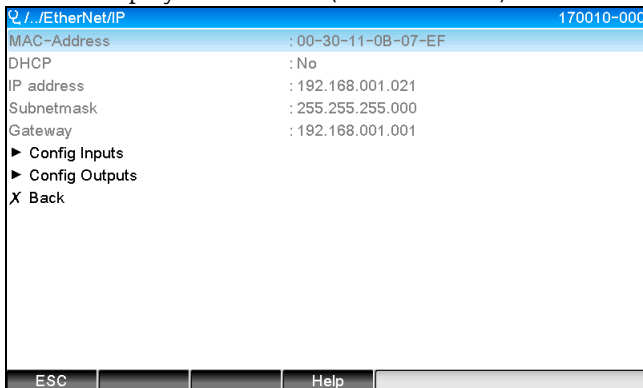 /../EtherNet/IP 170010-000
MAC-Address : 00-30-11-0B-07-EF
DHCP : No
IP address : 192.168.001.021
Subnetmask : 255.255.255.000
Gateway : 192.168.001.001
► Config Inputs
► Config Outputs
X Back
ESC Help